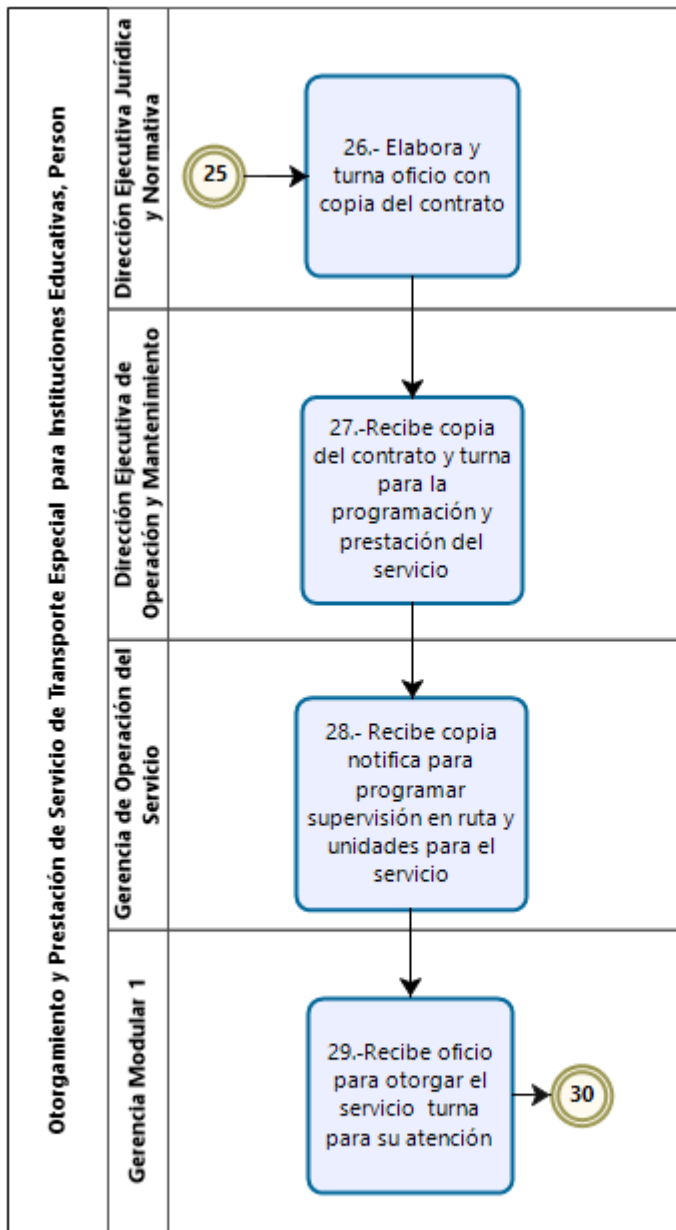 Otorgamiento y Prestación de Servicio de Transporte Especial para Instituciones Educativas, Person
Dirección Ejecutiva Jurídica
y Normativa
25
26.- Elabora y
turna oficio con
copia del contrato
Dirección Ejecutiva de
Operación y Mantenimiento
27.-Recibe copia
del contrato y turna
para la
programación y
prestación del
servicio
Gerencia de Operación del
Servicio
28.- Recibe copia
notifica para
programar
supervisión en ruta y
unidades para el
servicio
Gerencia Modular 1
29.-Recibe oficio
para otorgar el
servicio turna
para su atención
30